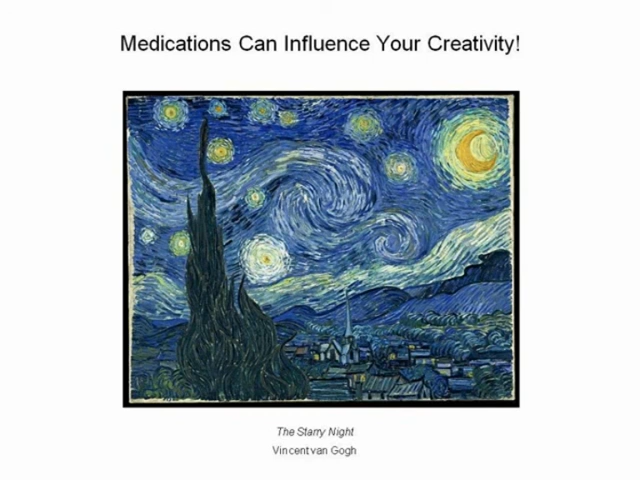 Medications Can Influence Your Creativity!
The Starry Night
Vincent van Gogh